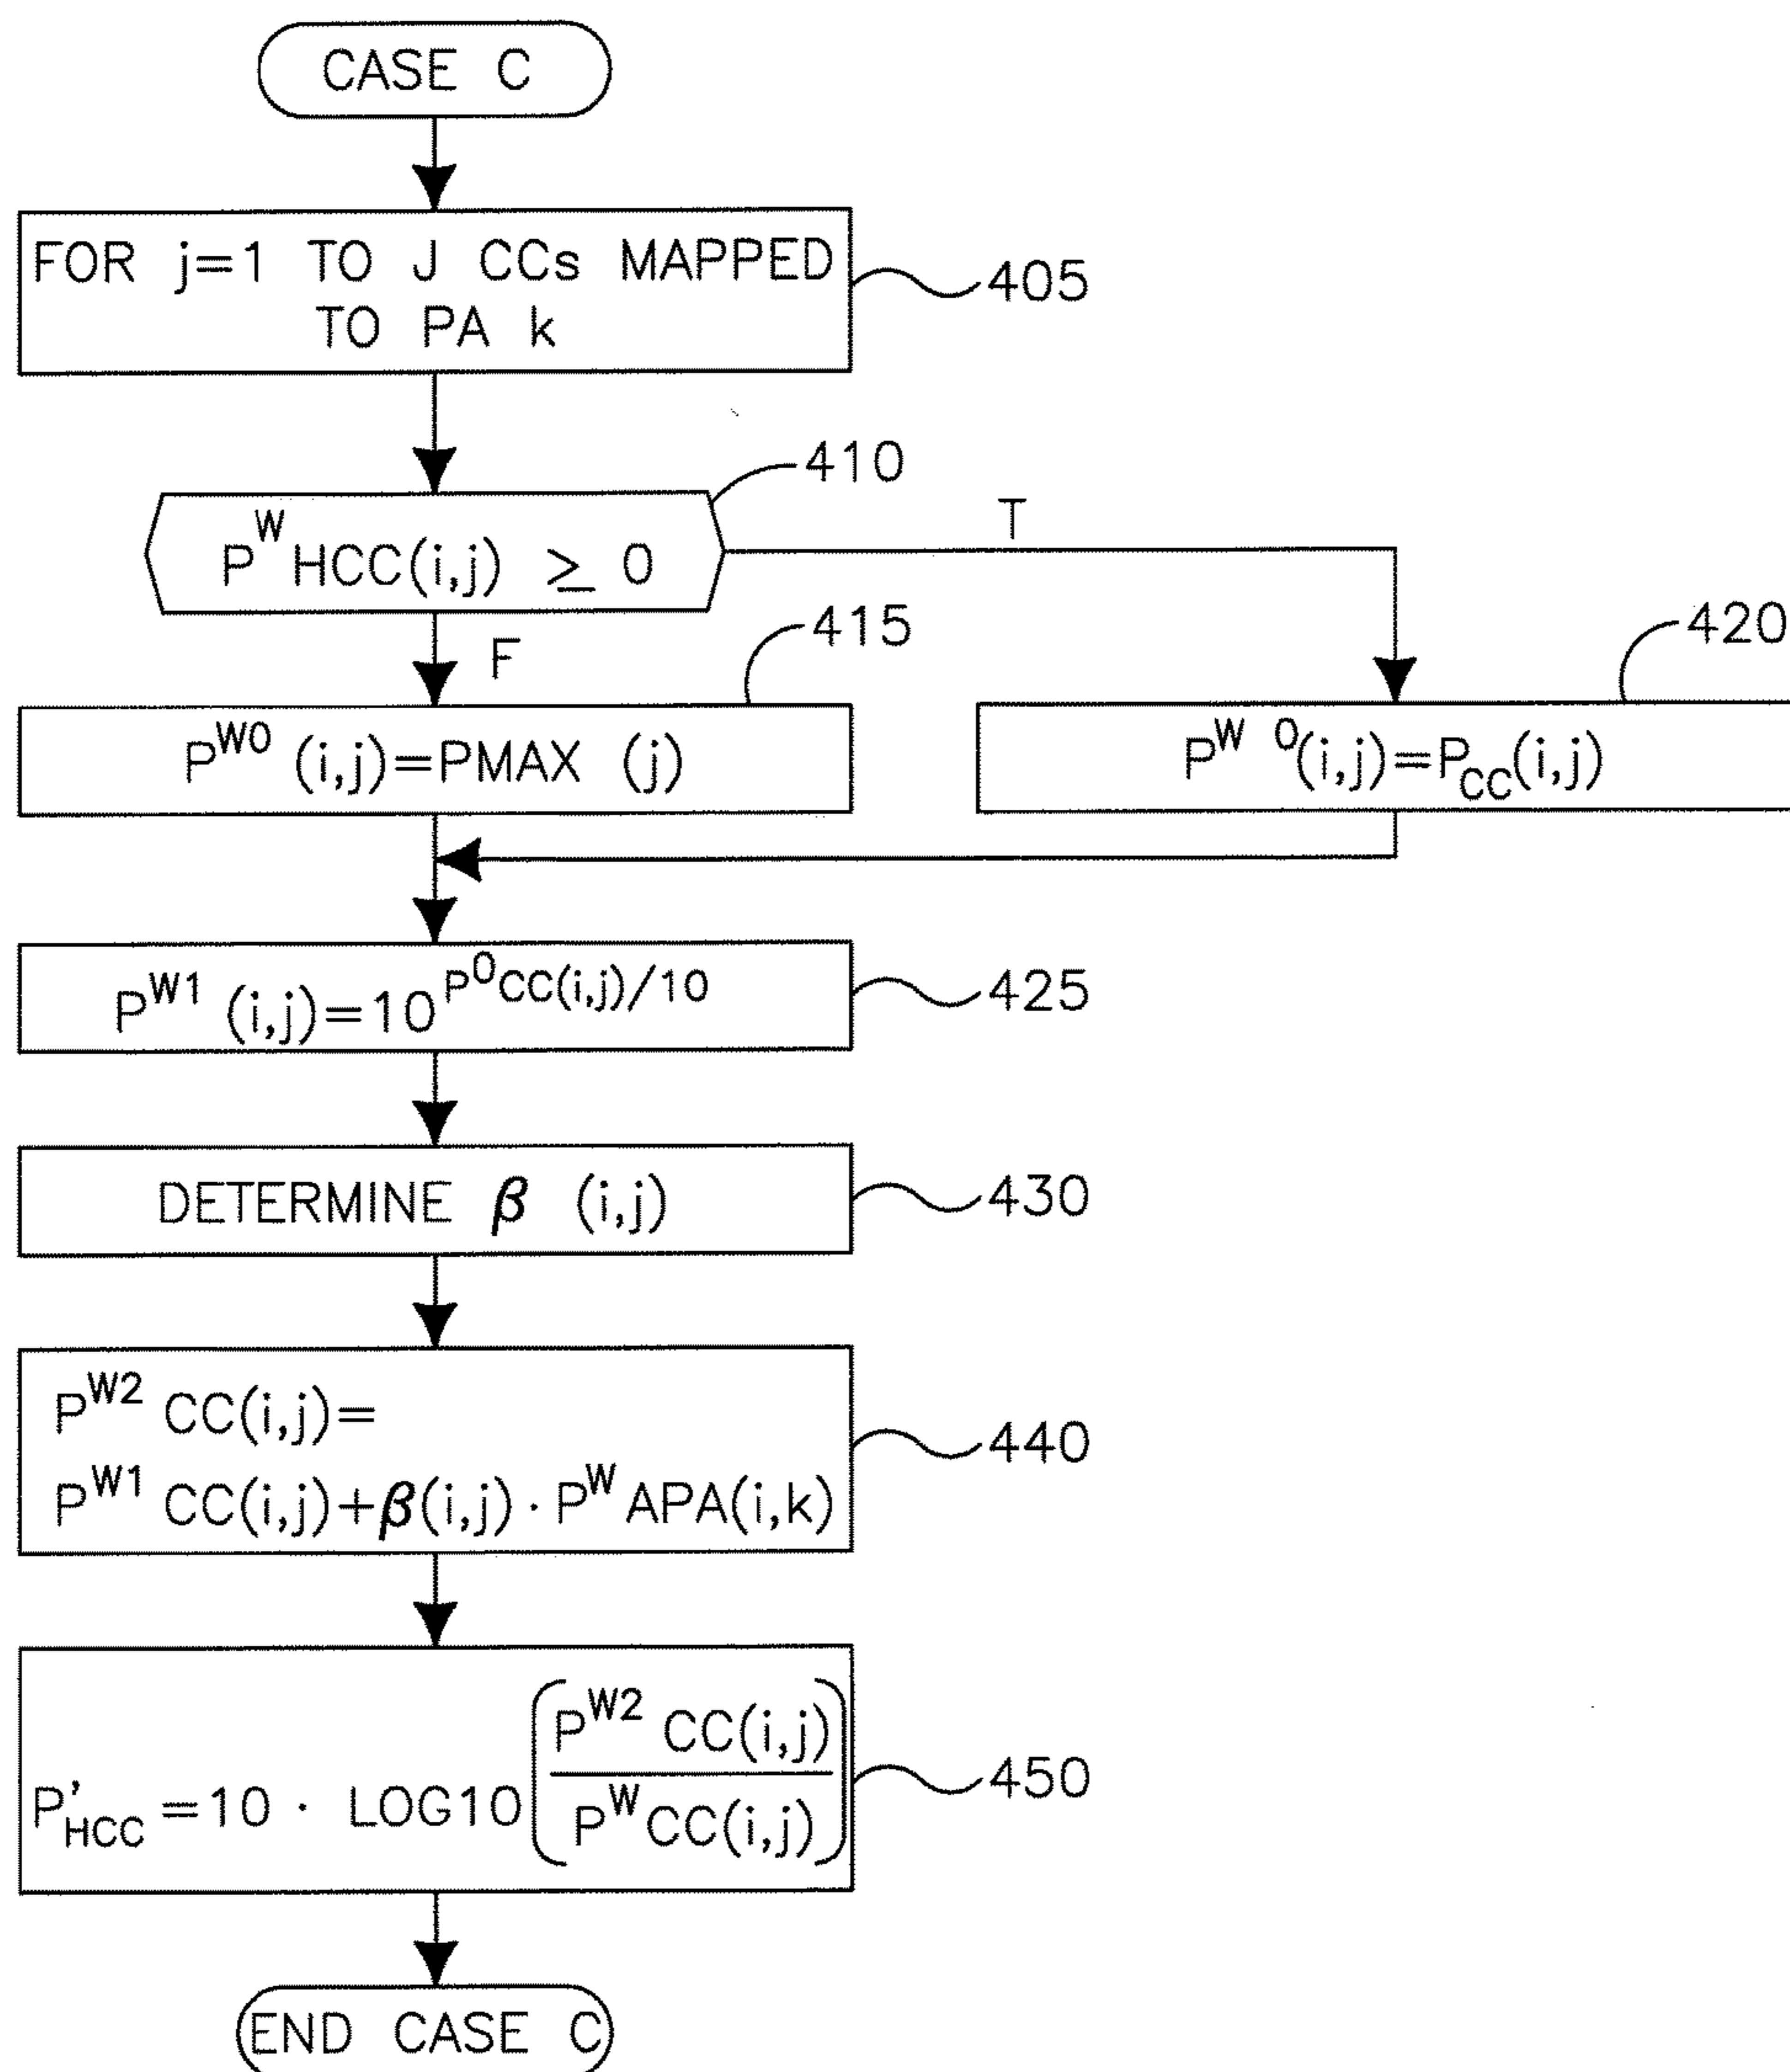 CASE C
FOR j=1 TO J CCs MAPPED
TO PA k
405
410
P^W HCC(i,j) ≥ 0
T
F
415
P^W0 (i,j)=PMAX (j)
420
P^W 0(i,j)=P_CC(i,j)
P^W1 (i,j)=10^P^0 CC(i,j)/10
425
DETERMINE β (i,j)
430
P^W2 CC(i,j)=
P^W1 CC(i,j)+β(i,j) · P^W APA(i,k)
440
P'_HCC = 10 · LOG10(P^W2 CC(i,j) / P^W CC(i,j))
450
END CASE C